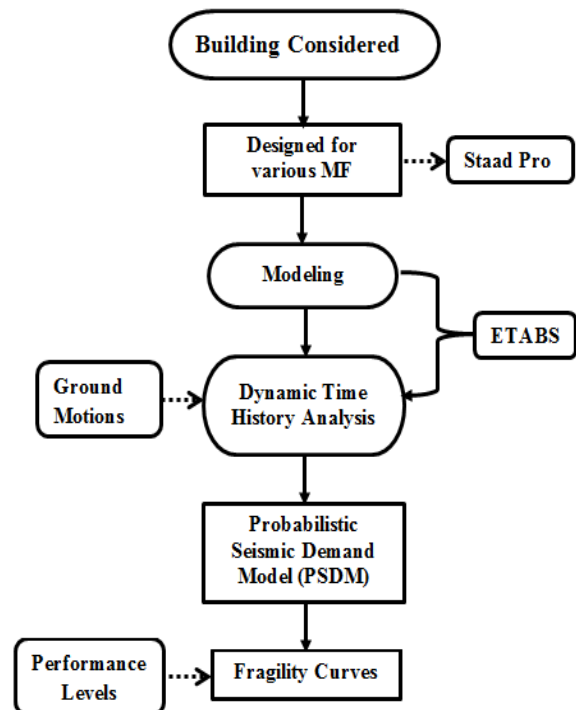 Building Considered
Designed for
various MF
Staad Pro
Modeling
ETABS
Ground
Motions
Dynamic Time
History Analysis
Probabilistic
Seismic Demand
Model (PSDM)
Performance
Levels
Fragility Curves